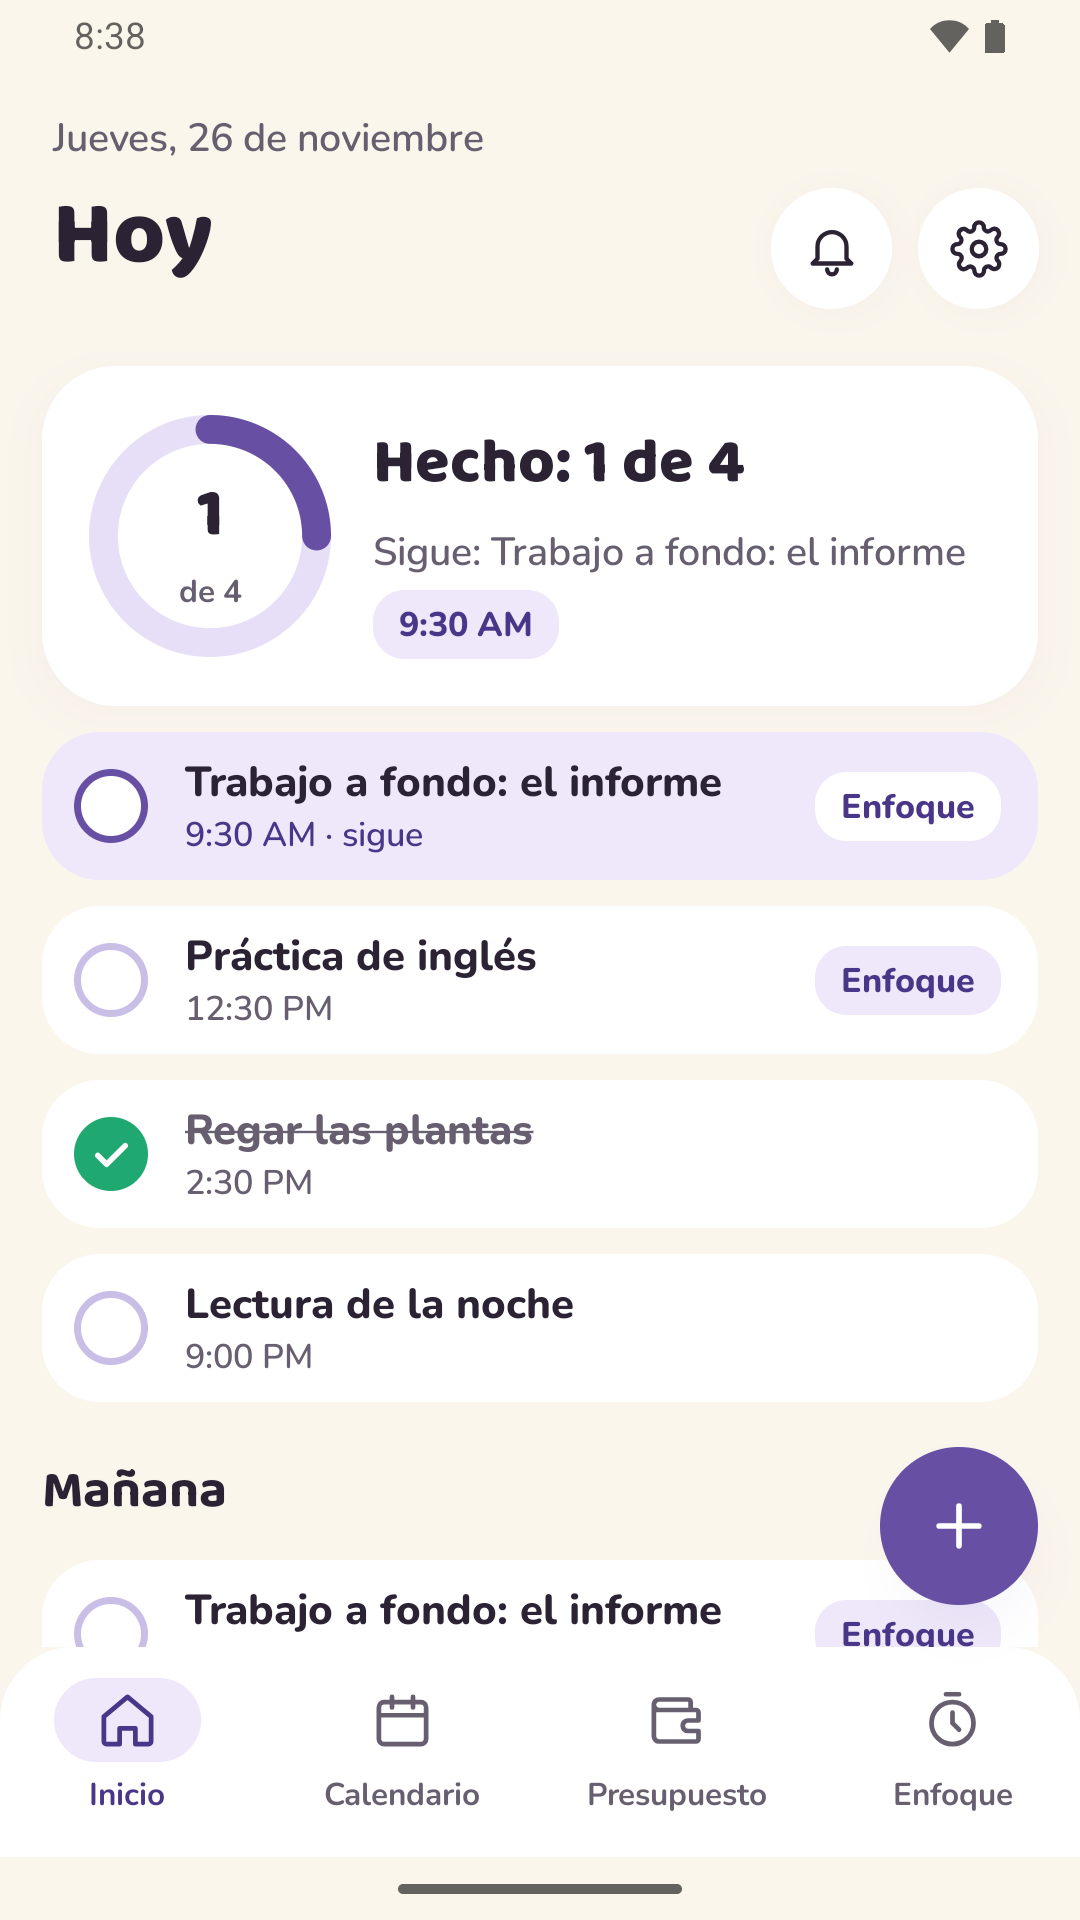 8:38
Jueves, 26 de noviembre
Hoy
1
de 4
Hecho: 1 de 4
Sigue: Trabajo a fondo: el informe
9:30 AM
Trabajo a fondo: el informe
9:30 AM · sigue
Enfoque
Práctica de inglés
12:30 PM
Enfoque
Regar las plantas
2:30 PM
Lectura de la noche
9:00 PM
Mañana
Trabajo a fondo: el informe
Enfoque
Inicio
Calendario
Presupuesto
Enfoque